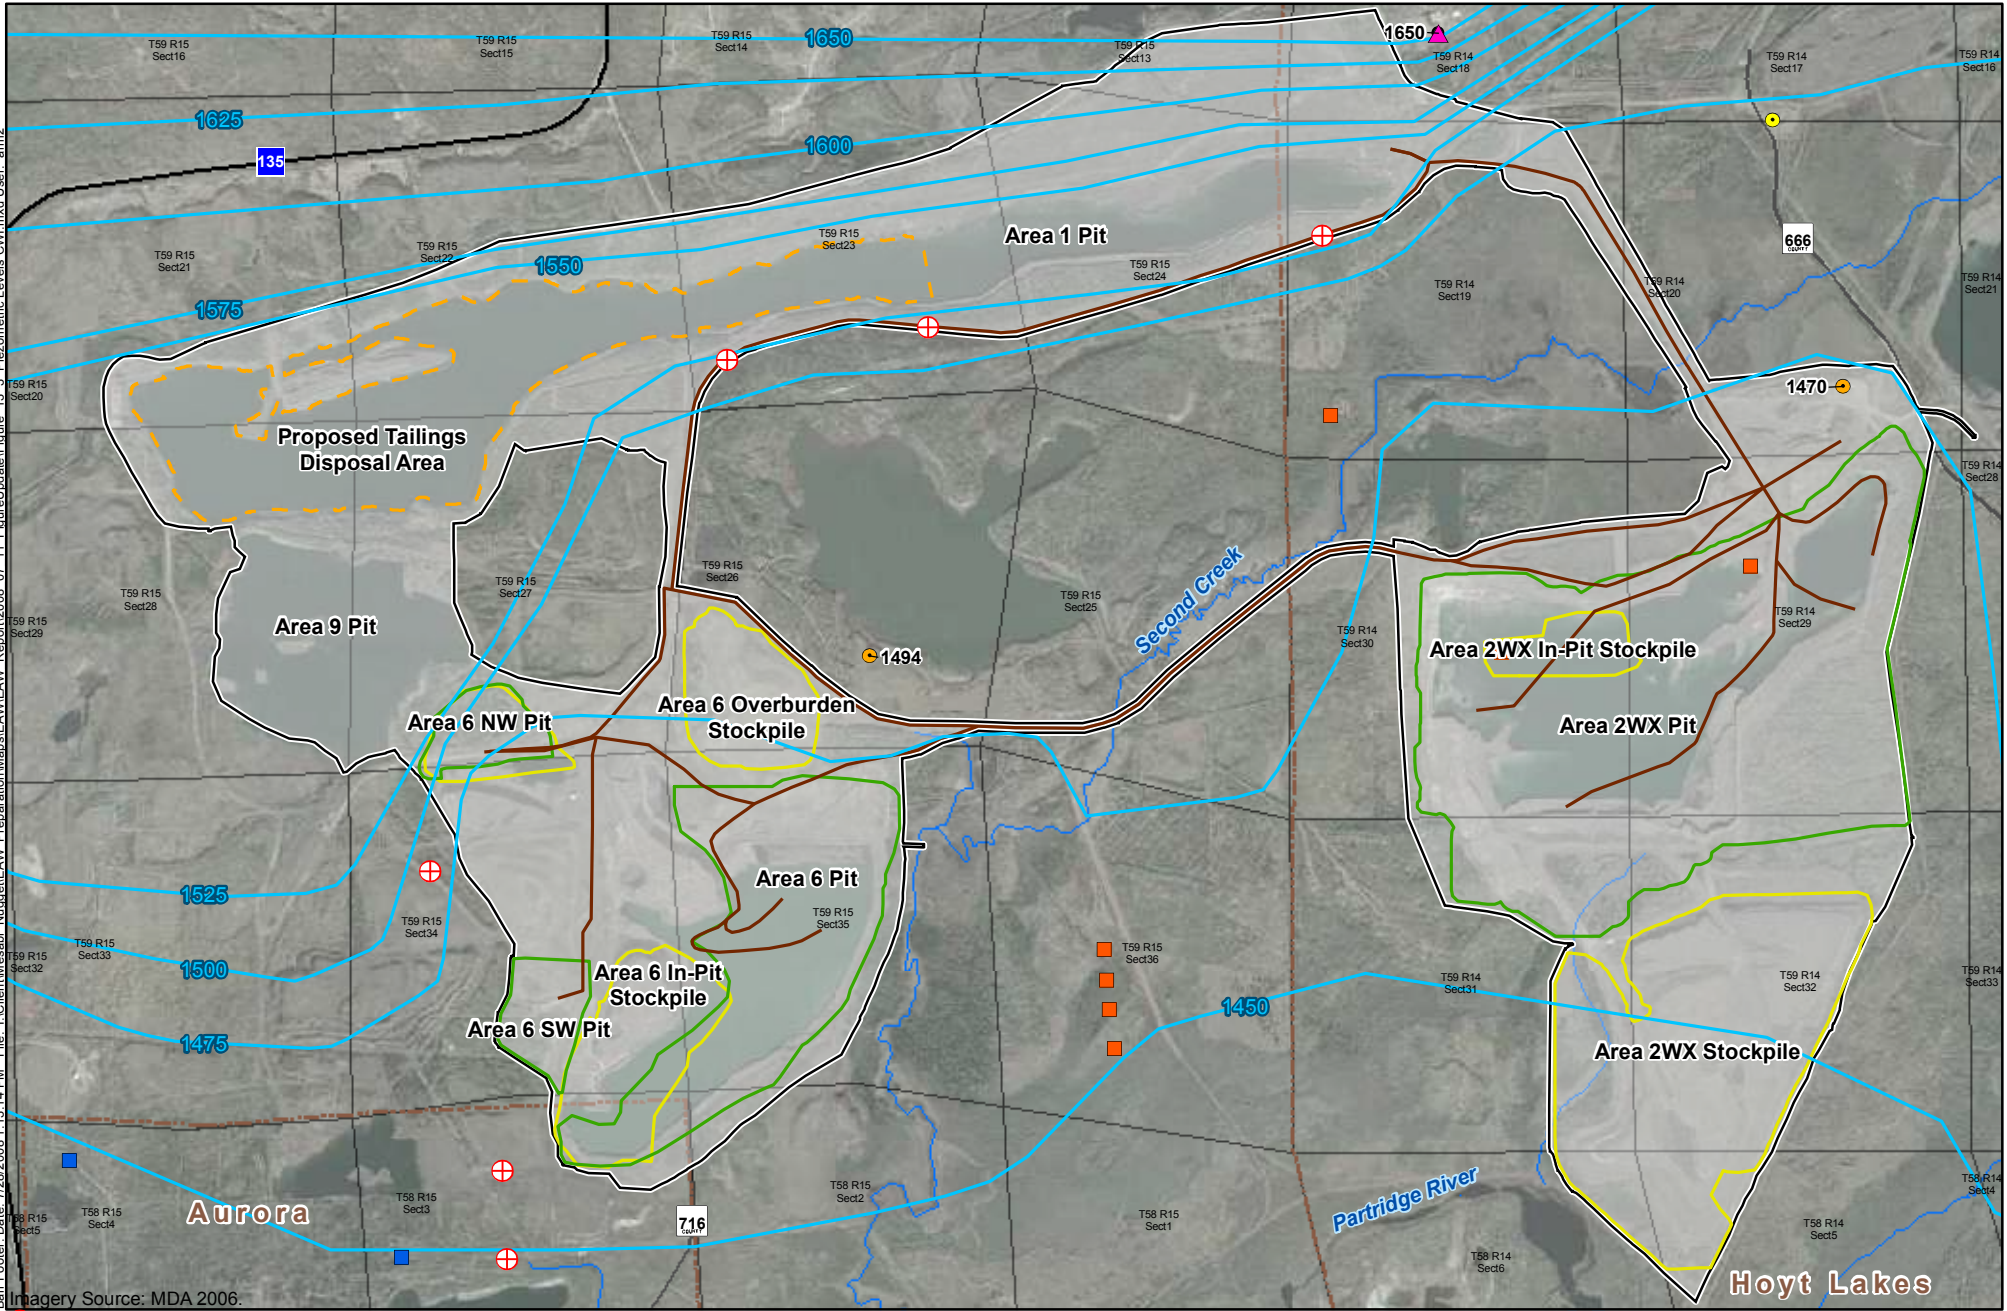 1650
1650
T59 R15
Sect16
T59 R15
Sect15
T59 R15
Sect14
T59 R15
Sect13
T59 R14
Sect18
T59 R14
Sect17
T59 R14
Sect16
1625
135
1600
T59 R15
Sect21
T59 R15
Sect22
T59 R15
Sect23
Area 1 Pit
T59 R15
Sect24
T59 R14
Sect19
T59 R14
Sect20
666
COUNTY
T59 R14
Sect21
1550
1575
T59 R15
Sect20
Proposed Tailings
Disposal Area
1470
T59 R14
Sect28
T59 R15
Sect29
T59 R15
Sect28
Area 9 Pit
T59 R15
Sect27
T59 R15
Sect26
T59 R15
Sect25
Second Creek
1494
T59 R14
Sect30
T59 R14
Sect29
Area 2WX In-Pit Stockpile
Area 2WX Pit
Area 6 NW Pit
Area 6 Overburden
Stockpile
Area 6 Pit
T59 R15
Sect35
1525
T59 R15
Sect34
T59 R15
Sect33
T59 R15
Sect32
1500
Area 6 In-Pit
Stockpile
T59 R15
Sect36
T59 R14
Sect31
T59 R14
Sect32
T59 R14
Sect33
1450
Area 6 SW Pit
1475
Area 2WX Stockpile
Aurora
T58 R15
Sect5
T58 R15
Sect4
T58 R15
Sect3
716
COUNTY
T58 R15
Sect2
T58 R15
Sect1
Partridge River
T58 R14
Sect6
T58 R14
Sect5
T58 R14
Sect4
Hoyt Lakes
Imagery Source: MDA 2006.